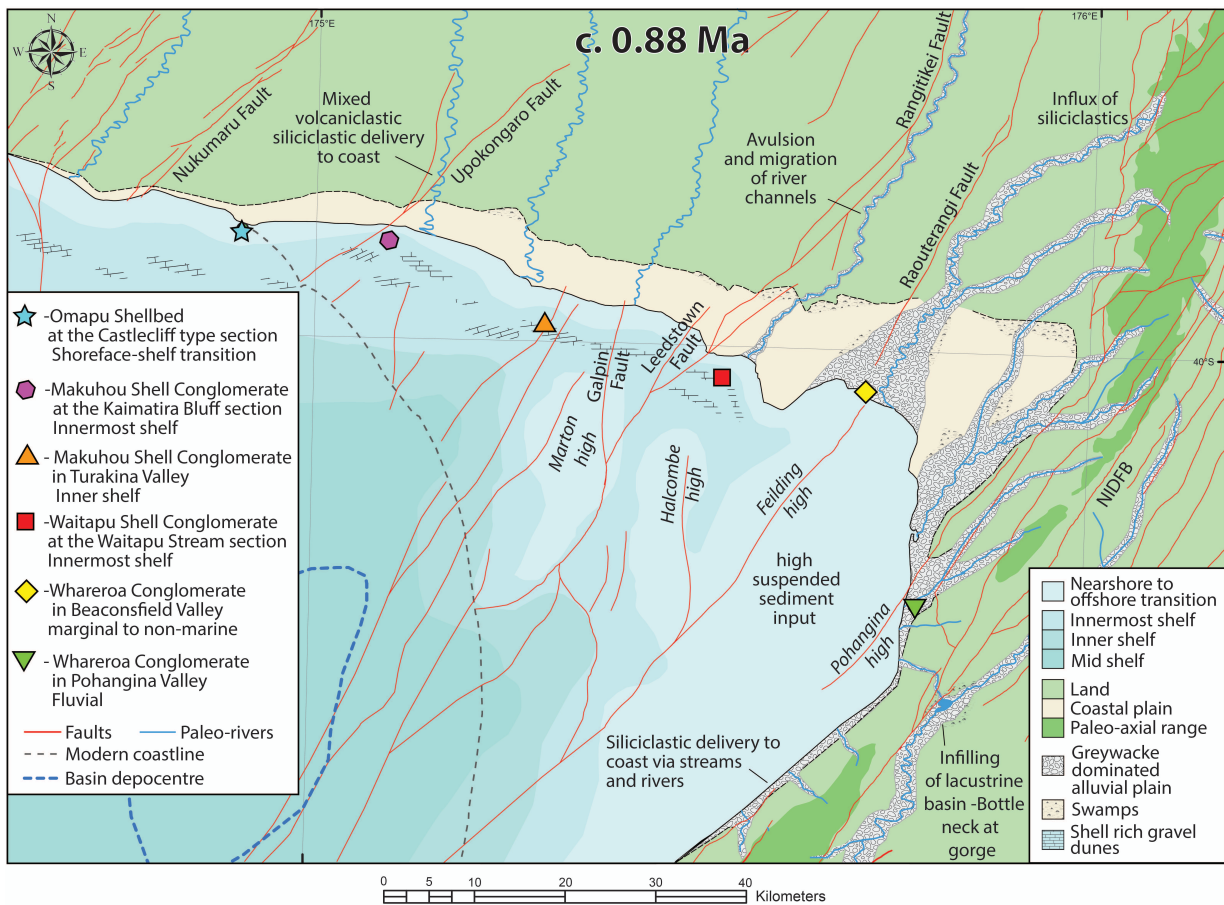 c. 0.88 Ma
N
W
E
S
175°E
176°E
40°S
Nukumaru Fault
Mixed
volcaniclastic
siliciclastic delivery
to coast
Upokongaro Fault
Avulsion
and migration
of river
channels
Rangitikei Fault
Raouterangi Fault
Influx of
siliciclastics
Galpin
Fault
Leedstown
Fault
Marton
high
Halcombe
high
Feilding
high
high
suspended
sediment
input
Pohangina
high
NIDFB
Siliciclastic delivery to
coast via streams
and rivers
Infilling
of lacustrine
basin -Bottle
neck at
gorge
-Omapu Shellbed
at the Castlecliff type section
Shoreface-shelf transition
-Makuhou Shell Conglomerate
at the Kaimatira Bluff section
Innermost shelf
- Makuhou Shell Conglomerate
in Turakina Valley
Inner shelf
-Waitapu Shell Conglomerate
at the Waitapu Stream section
Innermost shelf
-Whareroa Conglomerate
in Beaconsfield Valley
marginal to non-marine
- Whareroa Conglomerate
in Pohangina Valley
Fluvial
Faults
Paleo-rivers
Modern coastline
Basin depocentre
Nearshore to
offshore transition
Innermost shelf
Inner shelf
Mid shelf
Land
Coastal plain
Paleo-axial range
Greywacke
dominated
alluvial plain
Swamps
Shell rich gravel
dunes
0 5 10 20 30 40
Kilometers